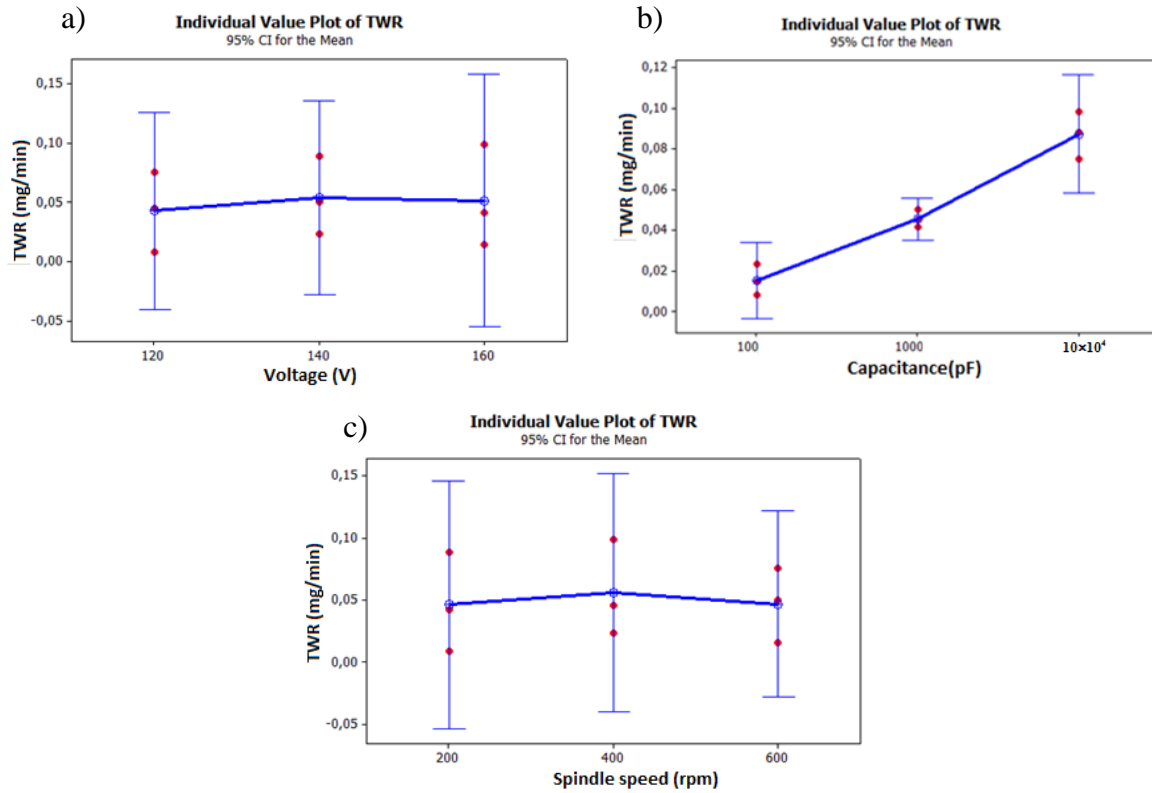 a)
Individual Value Plot of TWR
95% CI for the Mean
TWR (mg/min)
0,15
0,10
0,05
0,00
-0,05
120 140 160
Voltage (V)
b)
Individual Value Plot of TWR
95% CI for the Mean
TWR (mg/min)
0,12
0,10
0,08
0,06
0,04
0,02
0,00
100 1000 10×10⁴
Capacitance(pF)
c)
Individual Value Plot of TWR
95% CI for the Mean
TWR (mg/min)
0,15
0,10
0,05
0,00
-0,05
200 400 600
Spindle speed (rpm)